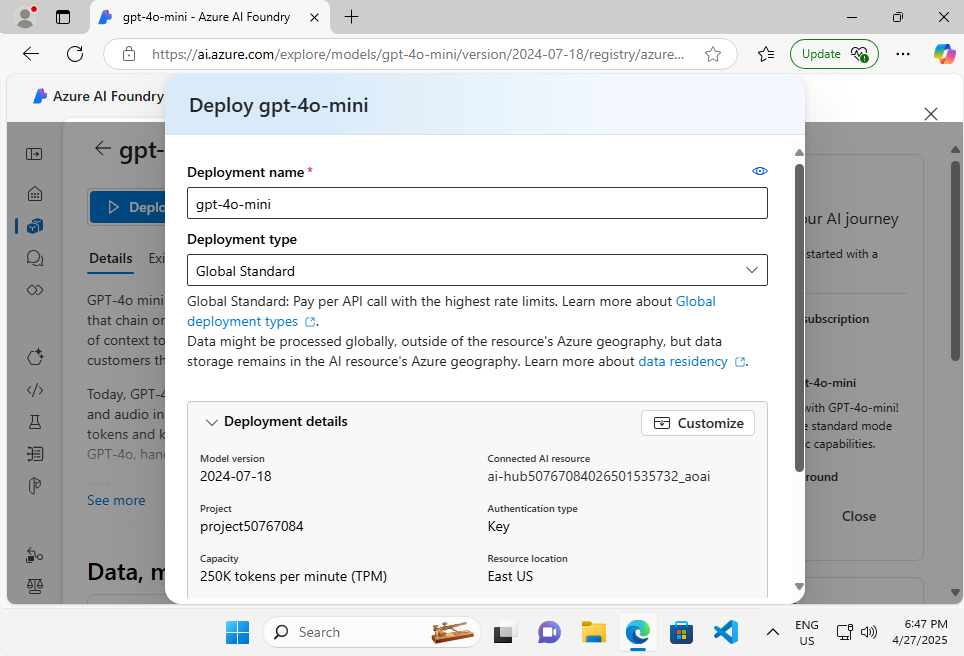 gpt-4o-mini - Azure AI Foundry
https://ai.azure.com/explore/models/gpt-4o-mini/version/2024-07-18/registry/azure...
Update
Azure AI Foundry
Deploy gpt-4o-mini
gpt-
Deplo
Details
Exi
GPT-4o mini
that chain or
of context to
customers th
Today, GPT-4
and audio in
tokens and k
GPT-4o, hand
See more
Data, m
Deployment name *
gpt-4o-mini
Deployment type
Global Standard
Global Standard: Pay per API call with the highest rate limits. Learn more about Global
deployment types.
Data might be processed globally, outside of the resource's Azure geography, but data
storage remains in the AI resource's Azure geography. Learn more about data residency.
Deployment details
Customize
Model version
2024-07-18
Connected AI resource
ai-hub50767084026501535732_aoai
Project
project50767084
Authentication type
Key
Capacity
250K tokens per minute (TPM)
Resource location
East US
our AI journey
started with a
subscription
t-4o-mini
with GPT-4o-mini!
e standard mode
c capabilities.
round
Close
Search
ENG
US
6:47 PM
4/27/2025